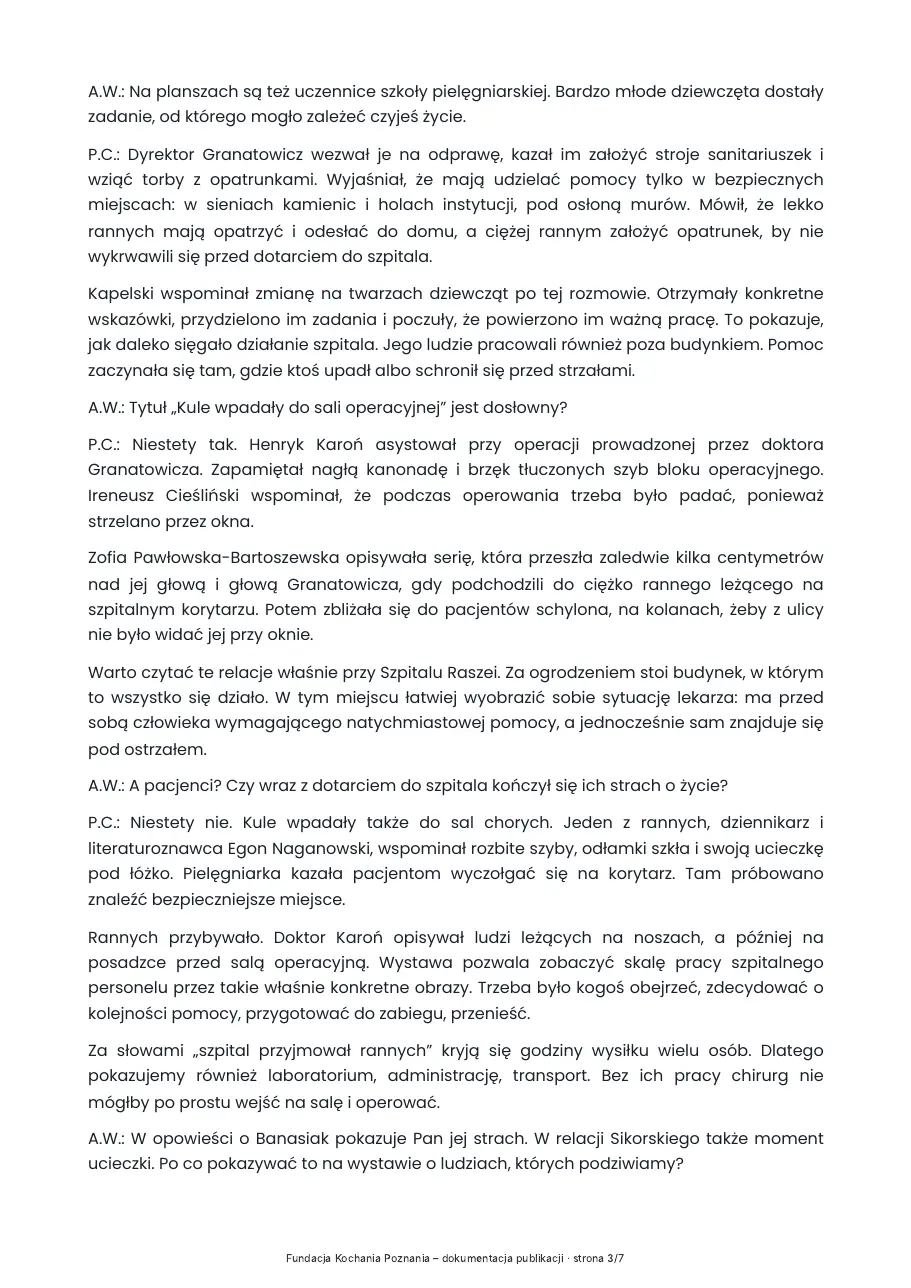 A.W.: Na planszach są też uczennice szkoły pielęgniarskiej. Bardzo młode dziewczęta dostały
zadanie, od którego mogło zależeć czyjeś życie.
P.C.: Dyrektor Granatowicz wezwał je na odprawę, kazał im założyć stroje sanitariuszek i
wziąć torby z opatrunkami. Wyjaśniał, że mają udzielać pomocy tylko w bezpiecznych
miejscach: w sieniach kamienic i holach instytucji, pod osłoną murów. Mówił, że lekko
rannych mają opatrzyć i odesłać do domu, a ciężej rannym założyć opatrunek, by nie
wykrwawili się przed dotarciem do szpitala.
Kapelski wspominał zmianę na twarzach dziewcząt po tej rozmowie. Otrzymały konkretne
wskazówki, przydzielono im zadania i poczuły, że powierzono im ważną pracę. To pokazuje,
jak daleko sięgało działanie szpitala. Jego ludzie pracowali również poza budynkiem. Pomoc
zaczynała się tam, gdzie ktoś upadł albo schronił się przed strzałami.
A.W.: Tytuł „Kule wpadały do sali operacyjnej” jest dosłowny?
P.C.: Niestety tak. Henryk Karoń asystował przy operacji prowadzonej przez doktora
Granatowicza. Zapamiętał nagłą kanonadę i brzęk tłuczonych szyb bloku operacyjnego.
Ireneusz Cieśliński wspominał, że podczas operowania trzeba było padać, ponieważ
strzelano przez okna.
Zofia Pawłowska-Bartoszewska opisywała serię, która przeszła zaledwie kilka centymetrów
nad jej głową i głową Granatowicza, gdy podchodzili do ciężko rannego leżącego na
szpitalnym korytarzu. Potem zbliżała się do pacjentów schylona, na kolanach, żeby z ulicy
nie było widać jej przy oknie.
Warto czytać te relacje właśnie przy Szpitalu Raszei. Za ogrodzeniem stoi budynek, w którym
to wszystko się działo. W tym miejscu łatwiej wyobrazić sobie sytuację lekarza: ma przed
sobą człowieka wymagającego natychmiastowej pomocy, a jednocześnie sam znajduje się
pod ostrzałem.
A.W.: A pacjenci? Czy wraz z dotarciem do szpitala kończył się ich strach o życie?
P.C.: Niestety nie. Kule wpadały także do sal chorych. Jeden z rannych, dziennikarz i
literaturoznawca Egon Naganowski, wspominał rozbite szyby, odłamki szkła i swoją ucieczkę
pod łóżko. Pielęgniarka kazała pacjentom wyczołgać się na korytarz. Tam próbowano
znaleźć bezpieczniejsze miejsce.
Rannych przybywało. Doktor Karoń opisywał ludzi leżących na noszach, a później na
posadzce przed salą operacyjną. Wystawa pozwala zobaczyć skalę pracy szpitalnego
personelu przez takie właśnie konkretne obrazy. Trzeba było kogoś obejrzeć, zdecydować o
kolejności pomocy, przygotować do zabiegu, przenieść.
Za słowami „szpital przyjmował rannych” kryją się godziny wysiłku wielu osób. Dlatego
pokazujemy również laboratorium, administrację, transport. Bez ich pracy chirurg nie
mógłby po prostu wejść na salę i operować.
A.W.: W opowieści o Banasiak pokazuje Pan jej strach. W relacji Sikorskiego także moment
ucieczki. Po co pokazywać to na wystawie o ludziach, których podziwiamy?
Fundacja Kochania Poznania – dokumentacja publikacji · strona 3/7